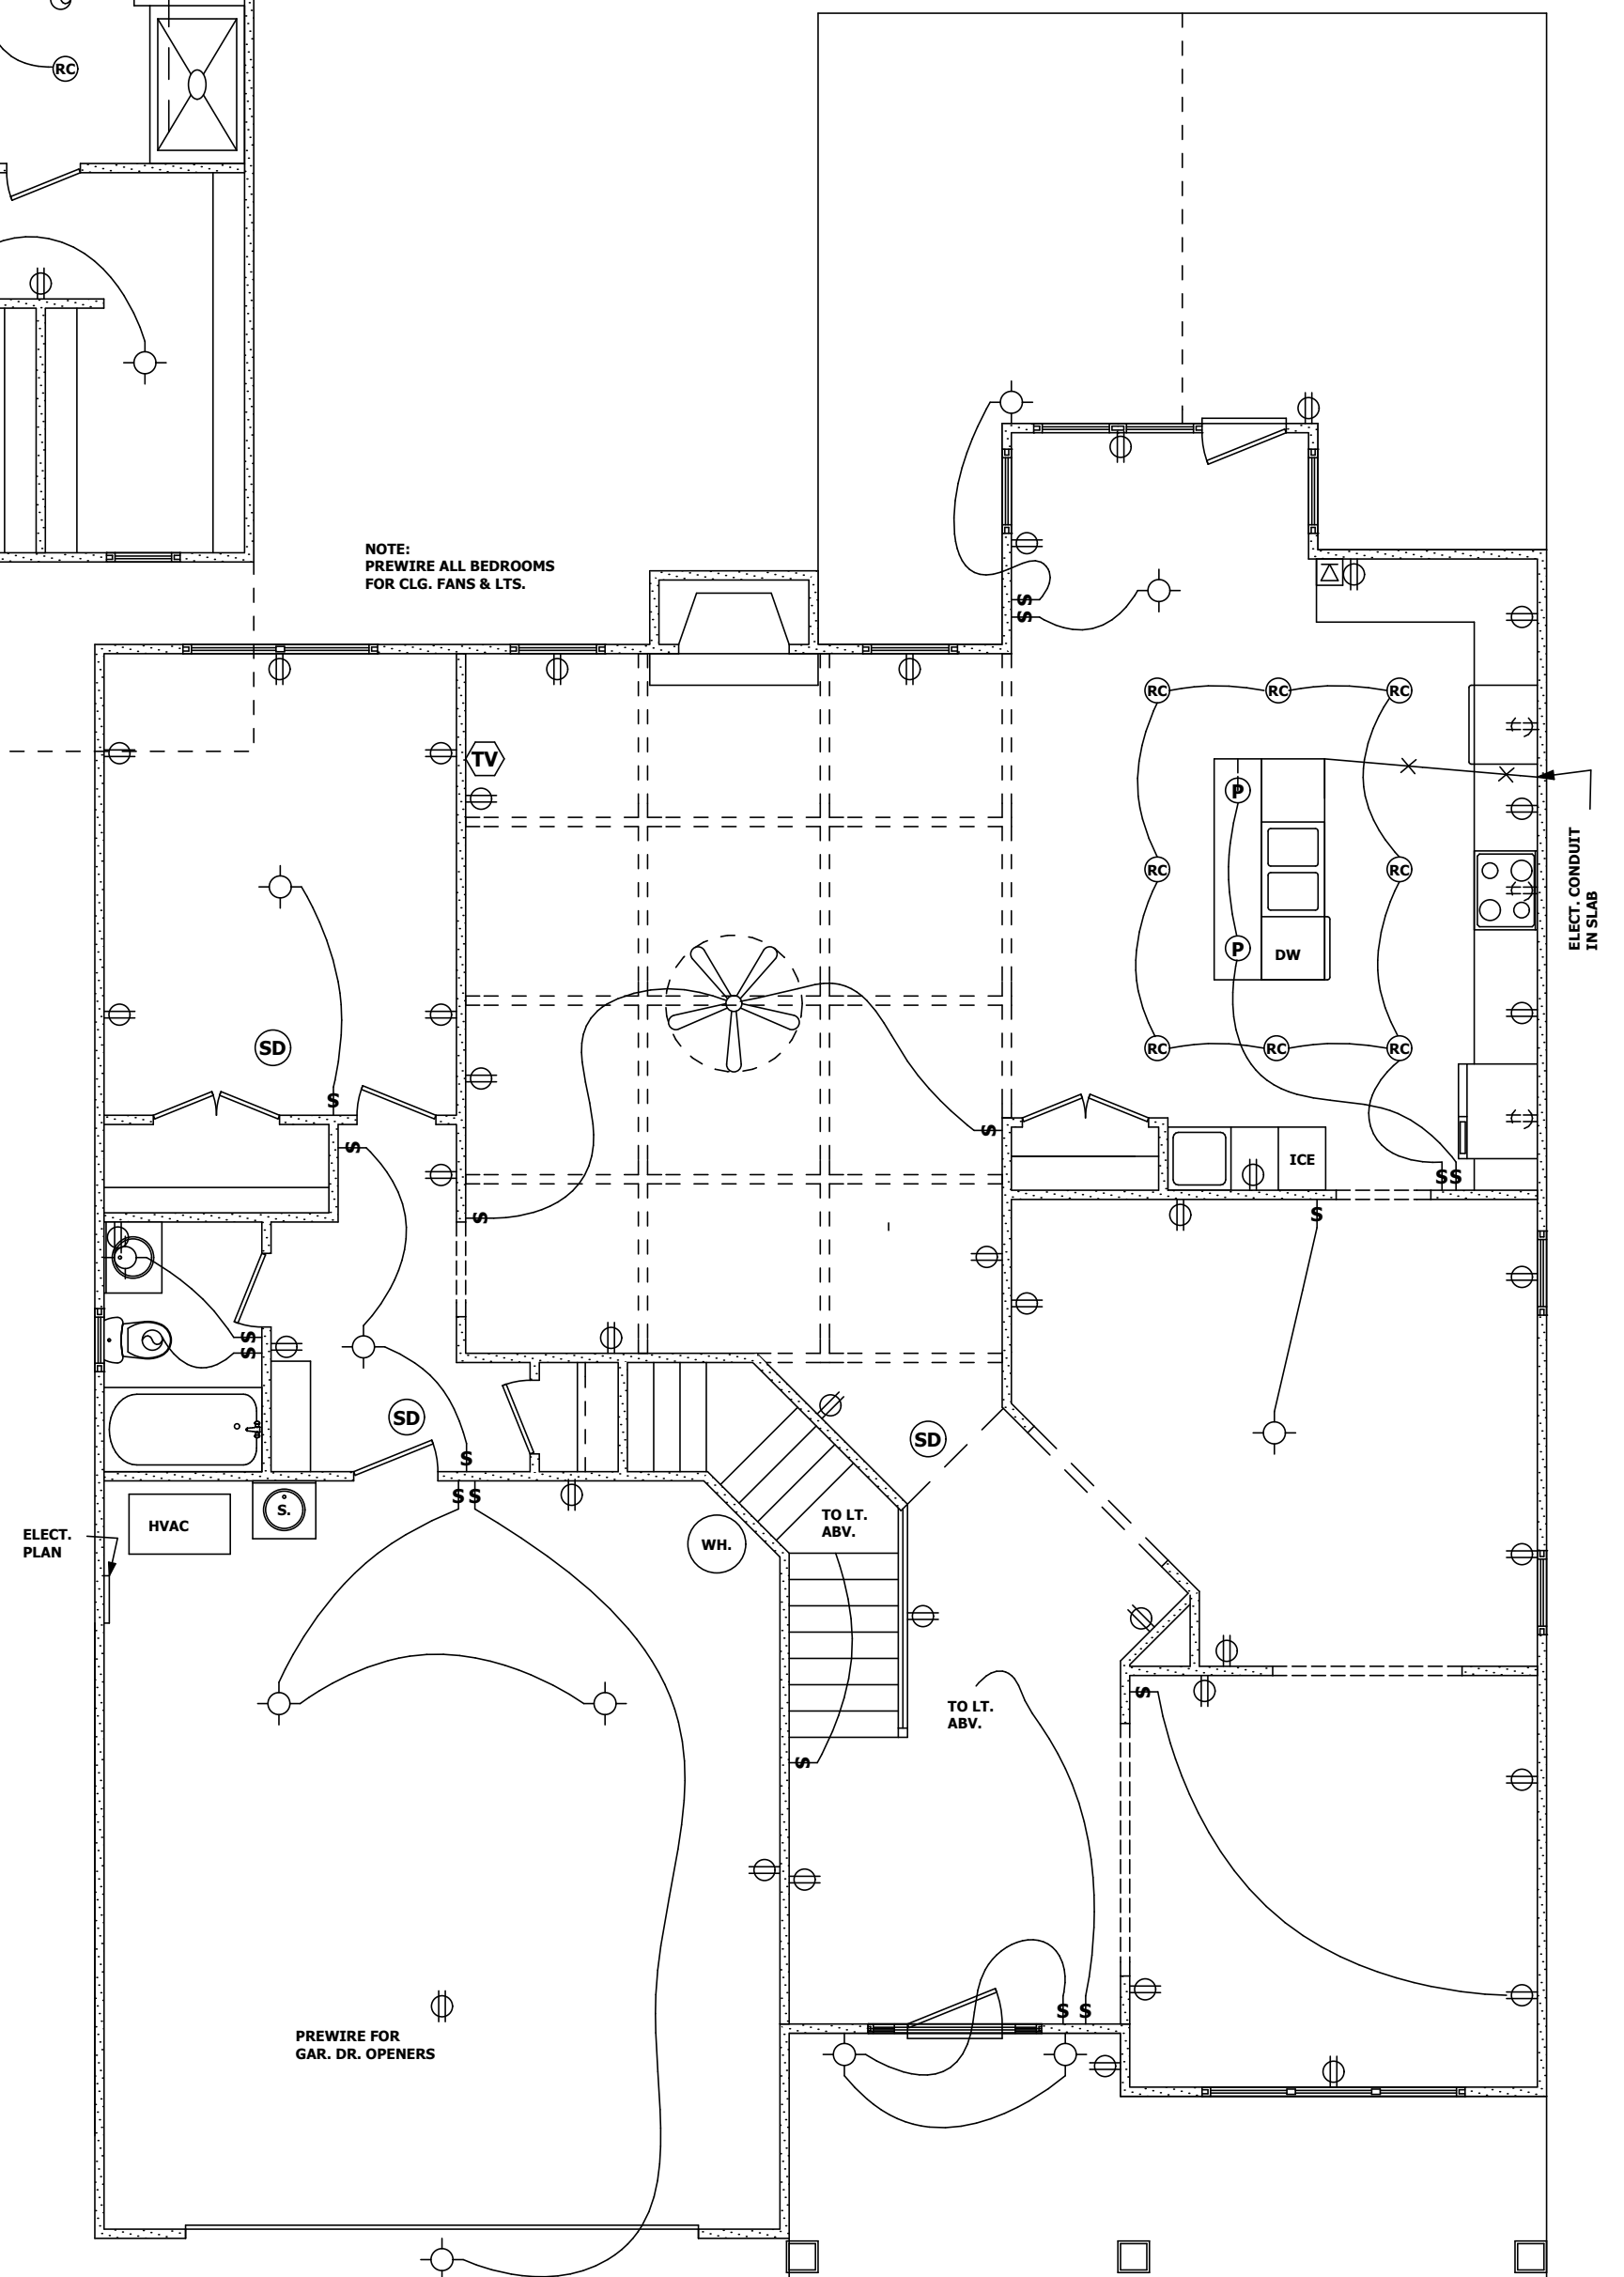 RC
NOTE:
PREWIRE ALL BEDROOMS
FOR CLG. FANS & LTS.
S
S
RC
RC
RC
TV
P
ELECT. CONDUIT
IN SLAB
RC
RC
P
DW
SD
RC
RC
RC
S
S
S
ICE
S
S
S
S
S
S
SD
SD
S
S
S
S.
HVAC
WH.
TO LT.
ABV.
ELECT.
PLAN
S
TO LT.
ABV.
S
S
S
PREWIRE FOR
GAR. DR. OPENERS